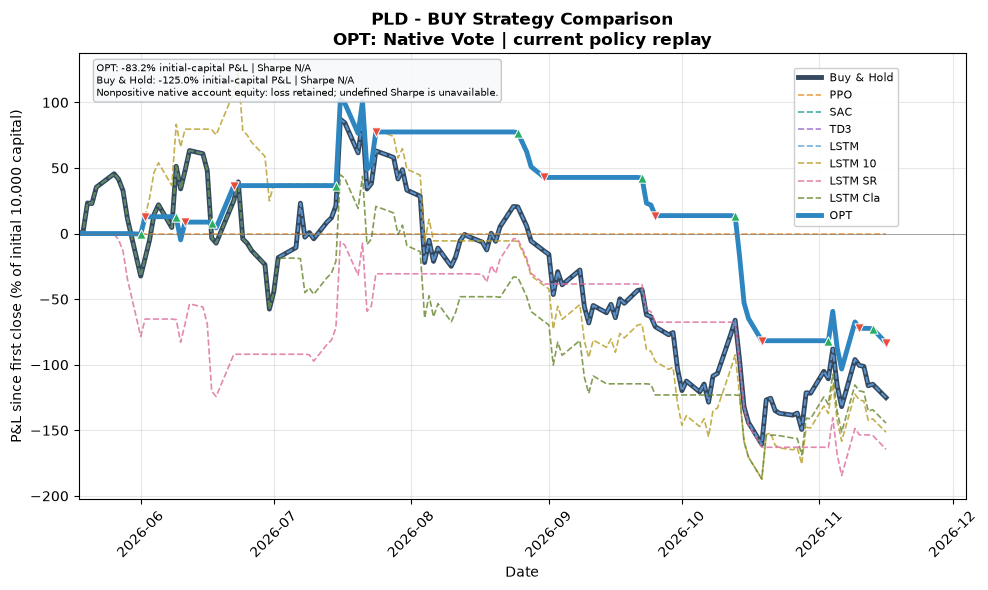 PLD - BUY Strategy Comparison
OPT: Native Vote | current policy replay
OPT: -83.2% initial-capital P&L | Sharpe N/A
Buy & Hold: -125.0% initial-capital P&L | Sharpe N/A
Nonpositive native account equity: loss retained; undefined Sharpe is unavailable.
Buy & Hold
PPO
SAC
TD3
LSTM
LSTM 10
LSTM SR
LSTM Cla
OPT
P&L since first close (% of initial 10,000 capital)
100
50
0
−50
−100
−150
−200
2026-06
2026-07
2026-08
2026-09
2026-10
2026-11
2026-12
Date